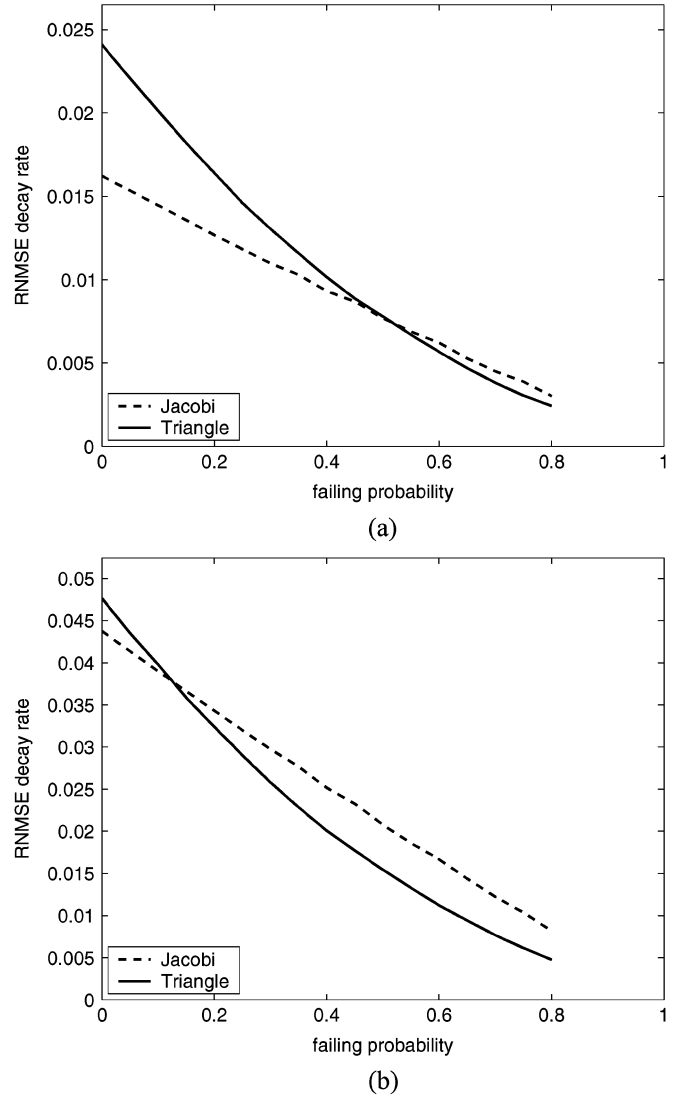 0.025
0.02
0.015
0.01
0.005
0
RNMSE decay rate
Jacobi
Triangle
0 0.2 0.4 0.6 0.8 1
failing probability
(a)
0.05
0.045
0.04
0.035
0.03
0.025
0.02
0.015
0.01
0.005
0
RNMSE decay rate
Jacobi
Triangle
0 0.2 0.4 0.6 0.8 1
failing probability
(b)